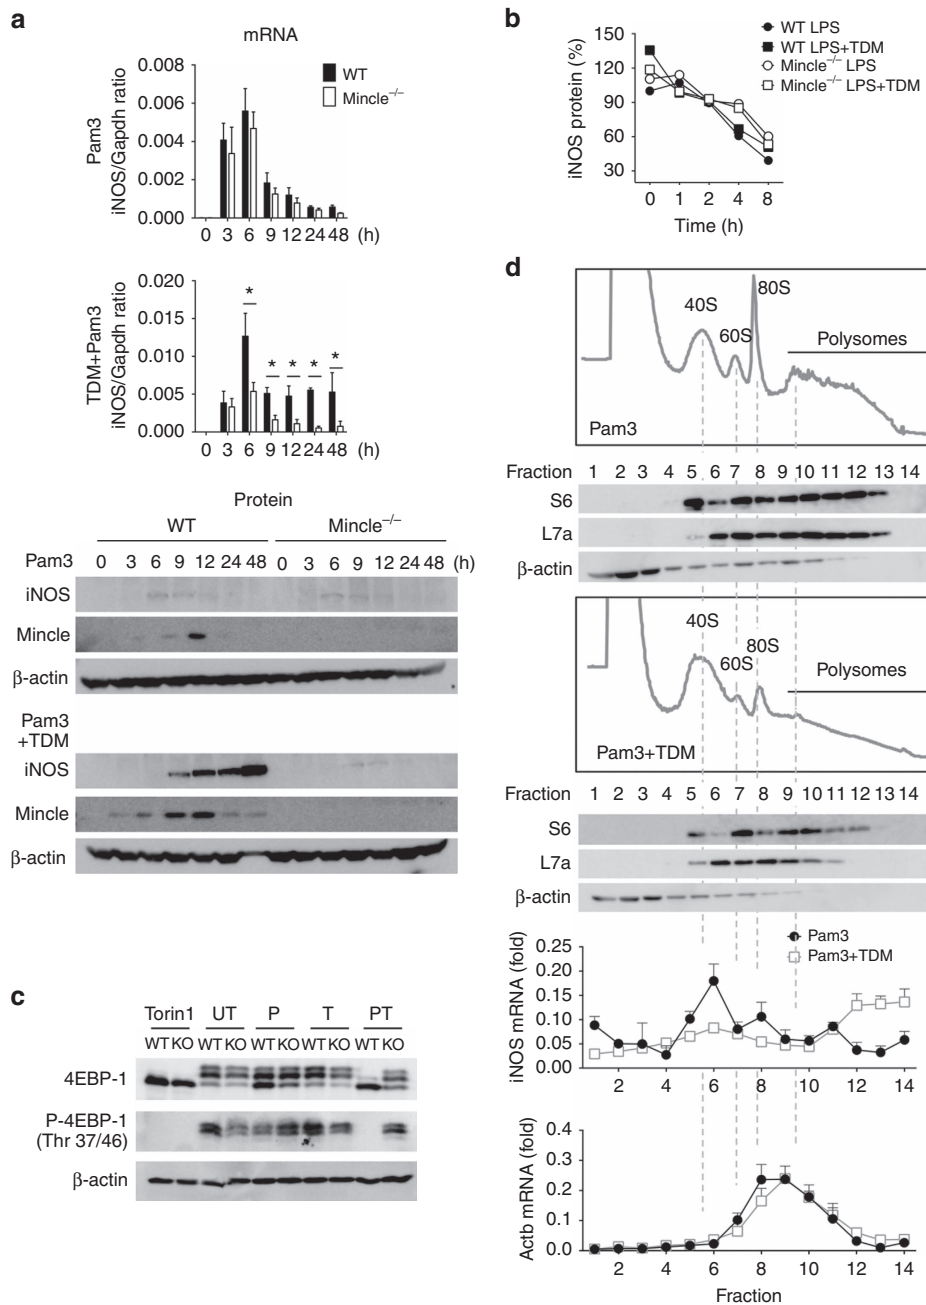 a
mRNA
Pam3
iNOS/Gapdh ratio
0.008
0.006
0.004
0.002
0.000
WT
Mincle–/–
0 3 6 9 12 24 48 (h)
TDM+Pam3
iNOS/Gapdh ratio
0.020
0.015
0.010
0.005
0.000
* * * * *
0 3 6 9 12 24 48 (h)
Protein
WT Mincle–/–
Pam3 0 3 6 9 12 24 48 0 3 6 9 12 24 48 (h)
iNOS
Mincle
β-actin
Pam3
+TDM
iNOS
Mincle
β-actin
b
iNOS protein (%)
150
120
90
60
30
WT LPS
WT LPS+TDM
Mincle–/– LPS
Mincle–/– LPS+TDM
0 1 2 4 8
Time (h)
c
Torin1 UT P T PT
WT KO WT KO WT KO WT KO WT KO
4EBP-1
P-4EBP-1
(Thr 37/46)
β-actin
d
40S
60S
80S
Polysomes
Pam3
Fraction 1 2 3 4 5 6 7 8 9 10 11 12 13 14
S6
L7a
β-actin
40S
60S
80S
Polysomes
Pam3+TDM
Fraction 1 2 3 4 5 6 7 8 9 10 11 12 13 14
S6
L7a
β-actin
iNOS mRNA (fold)
0.25
0.20
0.15
0.10
0.05
0.00
Pam3
Pam3+TDM
2 4 6 8 10 12 14
Actb mRNA (fold)
0.4
0.3
0.2
0.1
0.0
2 4 6 8 10 12 14
Fraction